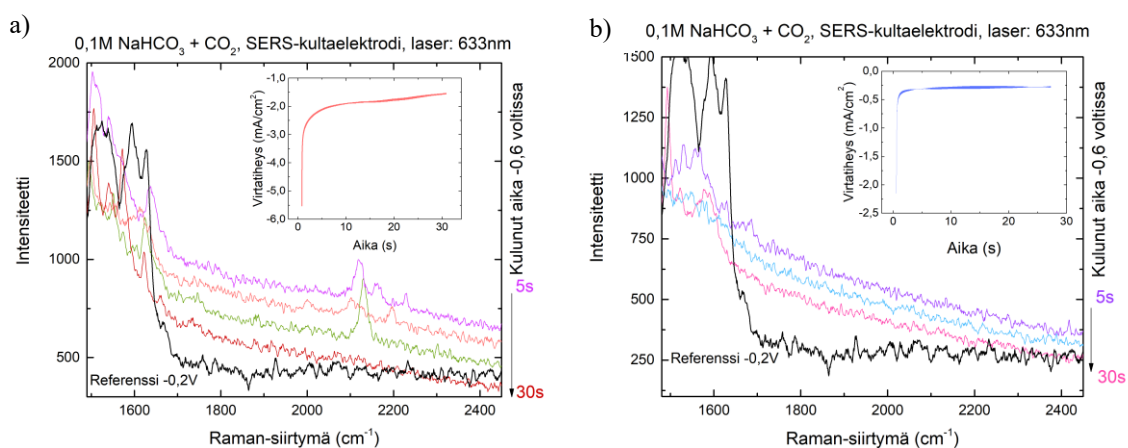 a)
0,1M NaHCO₃ + CO₂, SERS-kultaelektrodi, laser: 633nm
2000
1500
1000
500
Intensiteetti
1600
1800
2000
2200
2400
Raman-siirtymä (cm⁻¹)
Referenssi -0,2V
Kulunut aika -0,6 voltissa
5s
30s
-1,0
-2,0
-3,0
-4,0
-5,0
-6,0
Virtatiheys (mA/cm²)
0
10
20
30
Aika (s)
b)
0,1M NaHCO₃ + CO₂, SERS-kultaelektrodi, laser: 633nm
1500
1250
1000
750
500
250
Intensiteetti
1600
1800
2000
2200
2400
Raman-siirtymä (cm⁻¹)
Referenssi -0,2V
Kulunut aika -0,6 voltissa
5s
30s
0,0
-0,5
-1,0
-1,5
-2,0
-2,5
Virtatiheys (mA/cm²)
0
10
20
30
Aika (s)